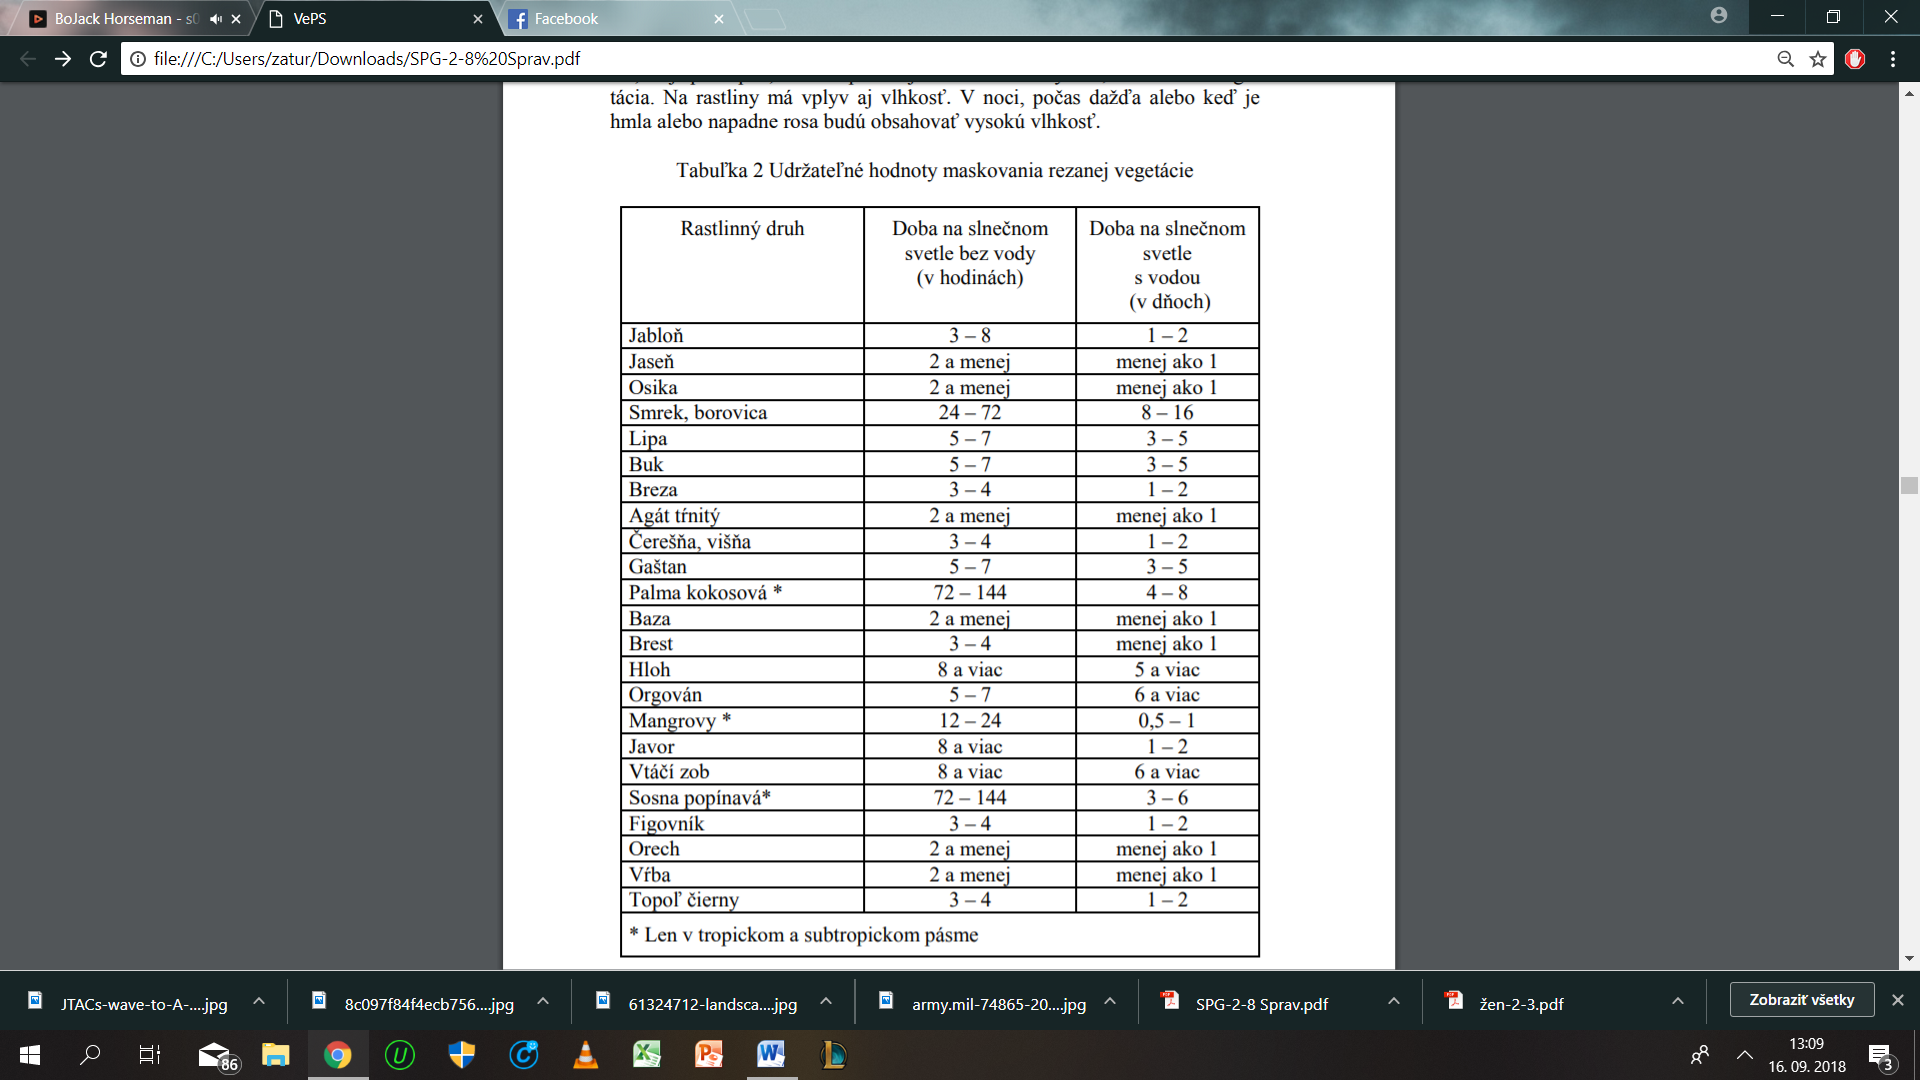 BoJack Horseman - s0
VePS
Facebook
file:///C:/Users/zatur/Downloads/SPG-2-8%20Sprav.pdf
tácia. Na rastliny má vplyv aj vlhkosť. V noci, počas dažďa alebo keď je
hmla alebo napadne rosa budú obsahovať vysokú vlhkosť.
Tabuľka 2 Udržateľné hodnoty maskovania rezanej vegetácie
Rastlinný druh
Doba na slnečnom
svetle bez vody
(v hodinách)
Doba na slnečnom
svetle
s vodou
(v dňoch)
Jabloň 3 – 8 1 – 2
Jaseň 2 a menej menej ako 1
Osika 2 a menej menej ako 1
Smrek, borovica 24 – 72 8 – 16
Lipa 5 – 7 3 – 5
Buk 5 – 7 3 – 5
Breza 3 – 4 1 – 2
Agát tŕnitý 2 a menej menej ako 1
Čerešňa, višňa 3 – 4 1 – 2
Gaštan 5 – 7 3 – 5
Palma kokosová * 72 – 144 4 – 8
Baza 2 a menej menej ako 1
Brest 3 – 4 menej ako 1
Hloh 8 a viac 5 a viac
Orgován 5 – 7 6 a viac
Mangrovy * 12 – 24 0,5 – 1
Javor 8 a viac 1 – 2
Vtáčí zob 8 a viac 6 a viac
Sosna popínavá* 72 – 144 3 – 6
Figovník 3 – 4 1 – 2
Orech 2 a menej menej ako 1
Vŕba 2 a menej menej ako 1
Topoľ čierny 3 – 4 1 – 2
* Len v tropickom a subtropickom pásme
JTACs-wave-to-A-....jpg
8c097f84f4ecb756....jpg
61324712-landsca....jpg
army.mil-74865-20....jpg
SPG-2-8 Sprav.pdf
žen-2-3.pdf
Zobraziť všetky
86
13:09
16. 09. 2018
3